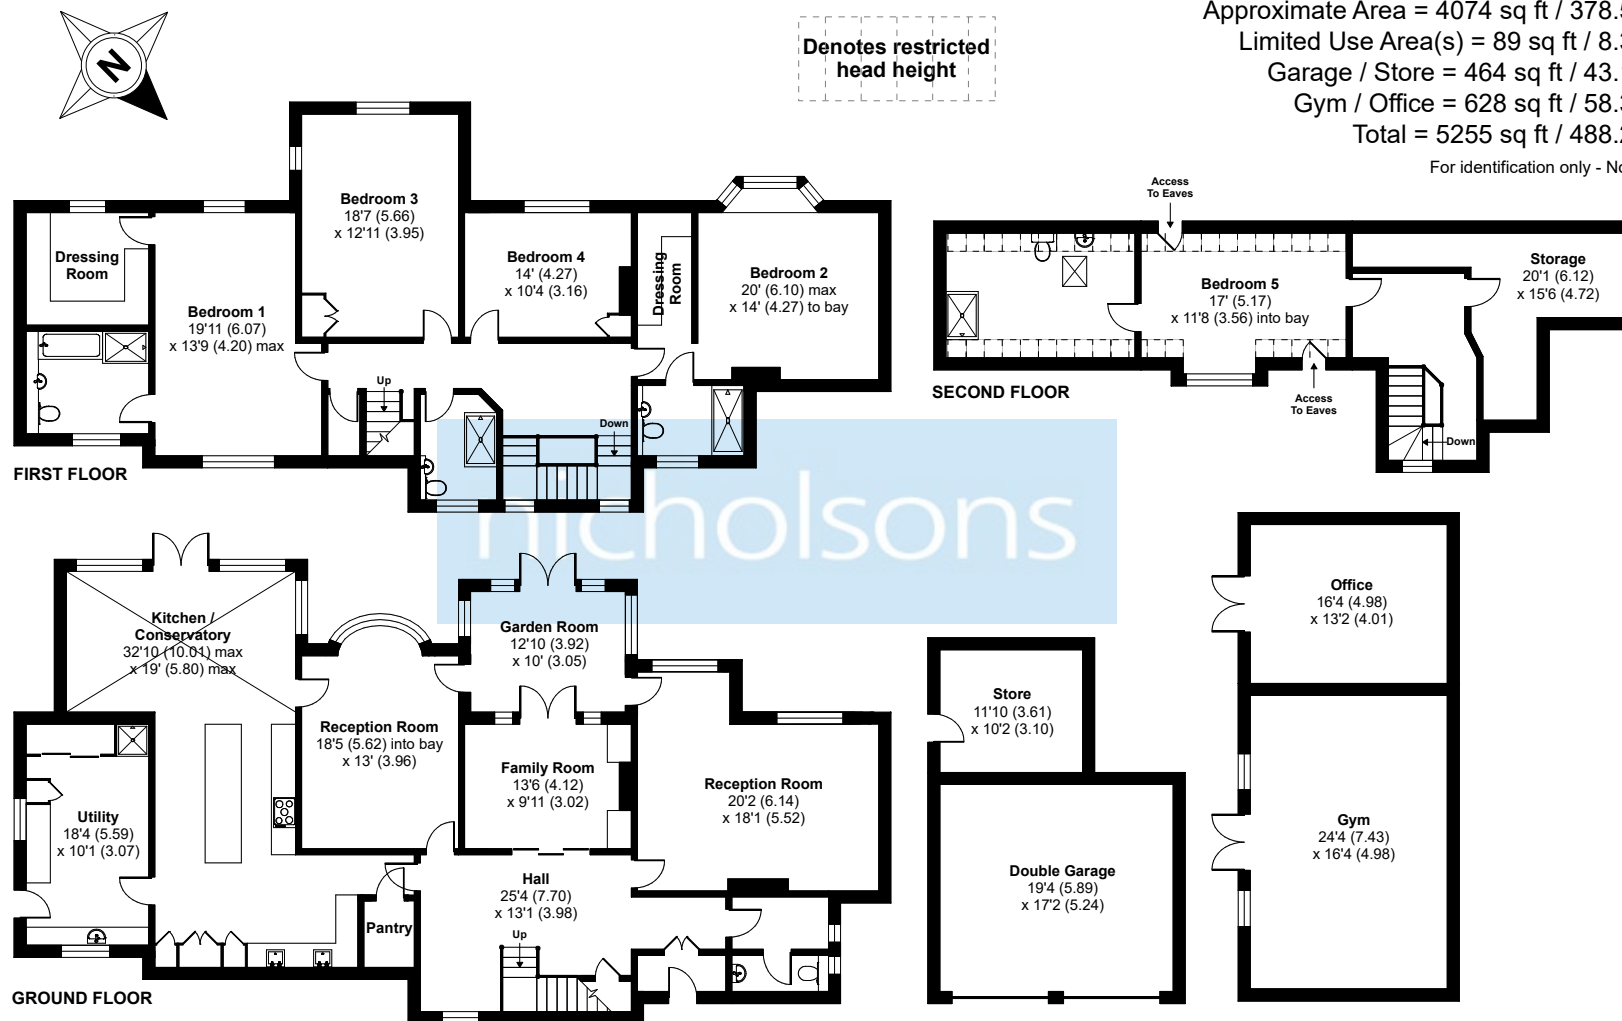 N
Denotes restricted
head height
Approximate Area = 4074 sq ft / 378.5
Limited Use Area(s) = 89 sq ft / 8.3
Garage / Store = 464 sq ft / 43.
Gym / Office = 628 sq ft / 58.3
Total = 5255 sq ft / 488.2
For identification only - No
Dressing
Room
Bedroom 1
19'11 (6.07)
x 13'9 (4.20) max
Bedroom 3
18'7 (5.66)
x 12'11 (3.95)
Bedroom 4
14' (4.27)
x 10'4 (3.16)
Dressing
Room
Bedroom 2
20' (6.10) max
x 14' (4.27) to bay
Up
Down
FIRST FLOOR
Access
To Eaves
Bedroom 5
17' (5.17)
x 11'8 (3.56) into bay
Storage
20'1 (6.12)
x 15'6 (4.72)
Access
To Eaves
Down
SECOND FLOOR
nicholsons
Kitchen /
Conservatory
32'10 (10.01) max
x 19' (5.80) max
Garden Room
12'10 (3.92)
x 10' (3.05)
Reception Room
18'5 (5.62) into bay
x 13' (3.96)
Family Room
13'6 (4.12)
x 9'11 (3.02)
Reception Room
20'2 (6.14)
x 18'1 (5.52)
Utility
18'4 (5.59)
x 10'1 (3.07)
Hall
25'4 (7.70)
x 13'1 (3.98)
Pantry
Up
GROUND FLOOR
Store
11'10 (3.61)
x 10'2 (3.10)
Double Garage
19'4 (5.89)
x 17'2 (5.24)
Office
16'4 (4.98)
x 13'2 (4.01)
Gym
24'4 (7.43)
x 16'4 (4.98)